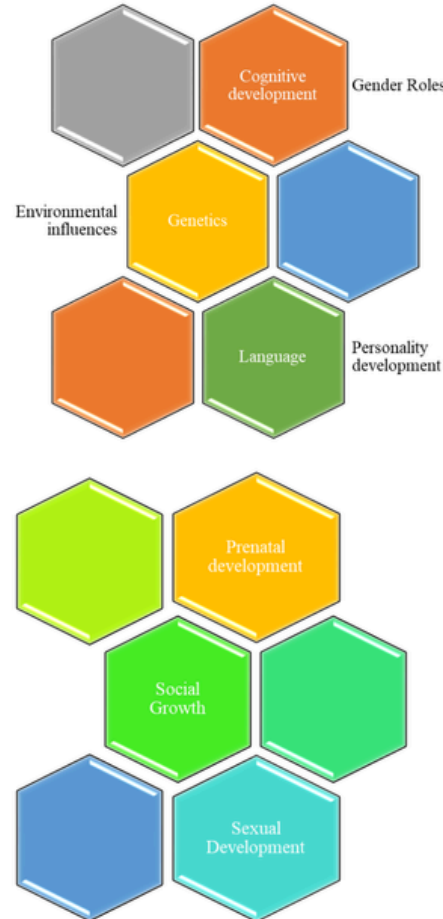 Cognitive
development
Gender Roles
Environmental
influences
Genetics
Language
Personality
development
Prenatal
development
Social
Growth
Sexual
Development